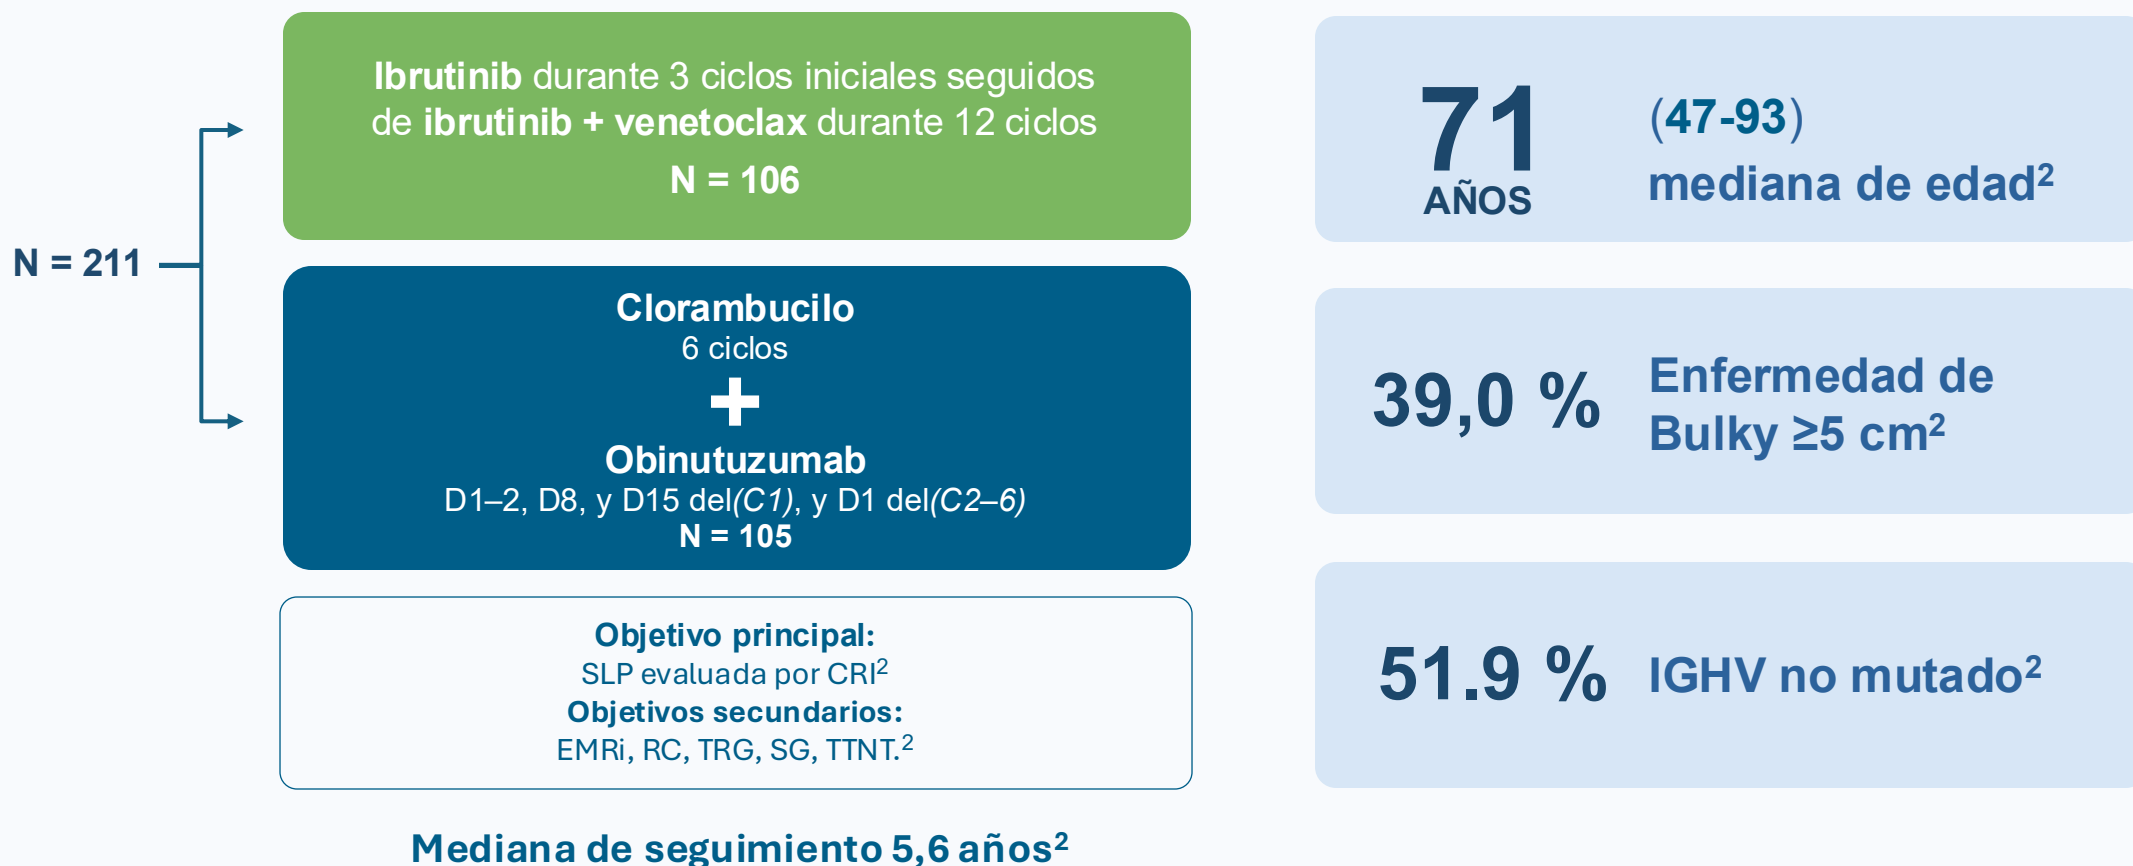 N = 211
Ibrutinib durante 3 ciclos iniciales seguidos
de ibrutinib + venetoclax durante 12 ciclos
N = 106
Clorambucilo
6 ciclos
+
Obinutuzumab
D1–2, D8, y D15 del(C1), y D1 del(C2–6)
N = 105
Objetivo principal:
SLP evaluada por CRI²
Objetivos secundarios:
EMRi, RC, TRG, SG, TTNT.²
Mediana de seguimiento 5,6 años²
71
AÑOS
(47-93)
mediana de edad²
39,0 %
Enfermedad de
Bulky ≥5 cm²
51.9 %
IGHV no mutado²